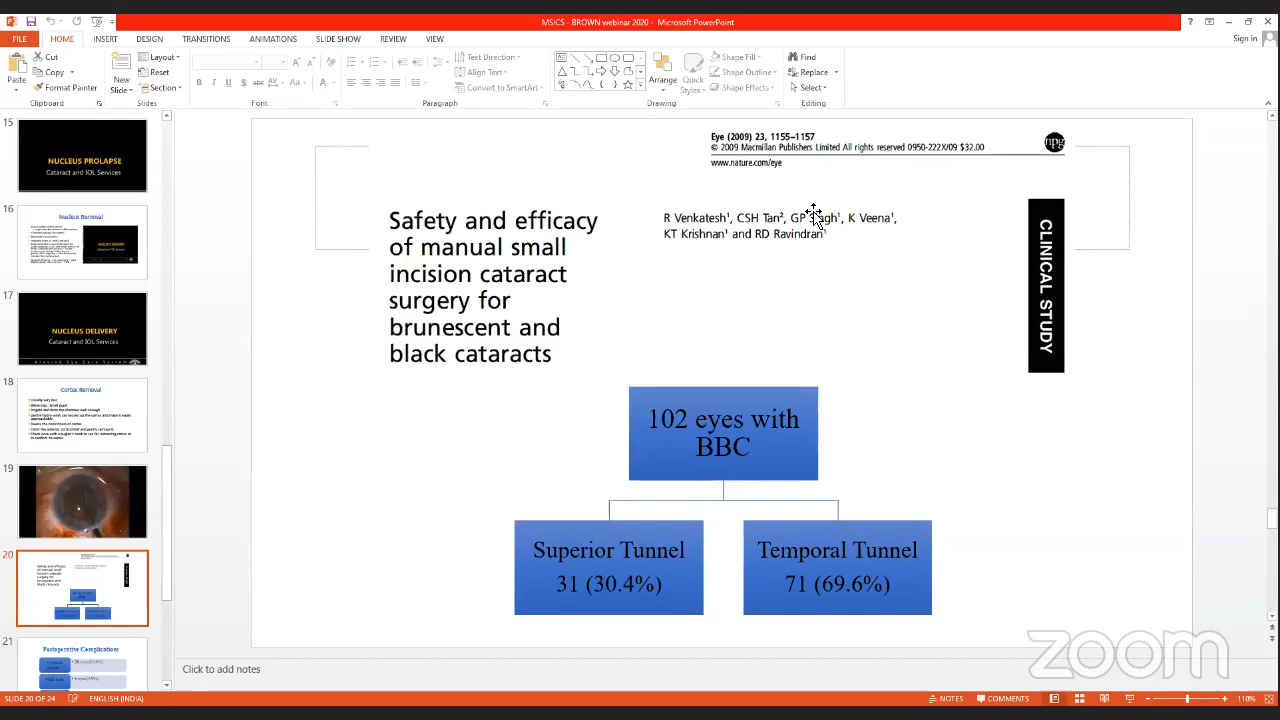 MSICS - BROWN webinar 2020 - Microsoft PowerPoint
Sign in
FILE HOME INSERT DESIGN TRANSITIONS ANIMATIONS SLIDE SHOW REVIEW VIEW
Paste
Cut
Copy
Format Painter
Clipboard
New
Slide
Layout
Reset
Section
Slides
Font
Text Direction
Align Text
Convert to SmartArt
Paragraph
Arrange
Quick
Styles
Shape Fill
Shape Outline
Shape Effects
Drawing
Find
Replace
Select
Editing
15
NUCLEUS PROLAPSE
Cataract and IOL Services
16
Nucleus Removal
17
NUCLEUS DELIVERY
Cataract and IOL Services
18
Cortex Removal
19
20
21
Postoperative Complications
Eye (2009) 23, 1155–1157
© 2009 Macmillan Publishers Limited All rights reserved 0950-222X/09 $32.00
www.nature.com/eye
npg
Safety and efficacy
of manual small
incision cataract
surgery for
brunescent and
black cataracts
R Venkatesh¹, CSH Tan², GP Singh¹, K Veena¹,
KT Krishnan¹ and RD Ravindran¹
CLINICAL STUDY
102 eyes with
BBC
Superior Tunnel
31 (30.4%)
Temporal Tunnel
71 (69.6%)
zoom
Click to add notes
SLIDE 20 OF 24 ENGLISH (INDIA) NOTES COMMENTS 110%